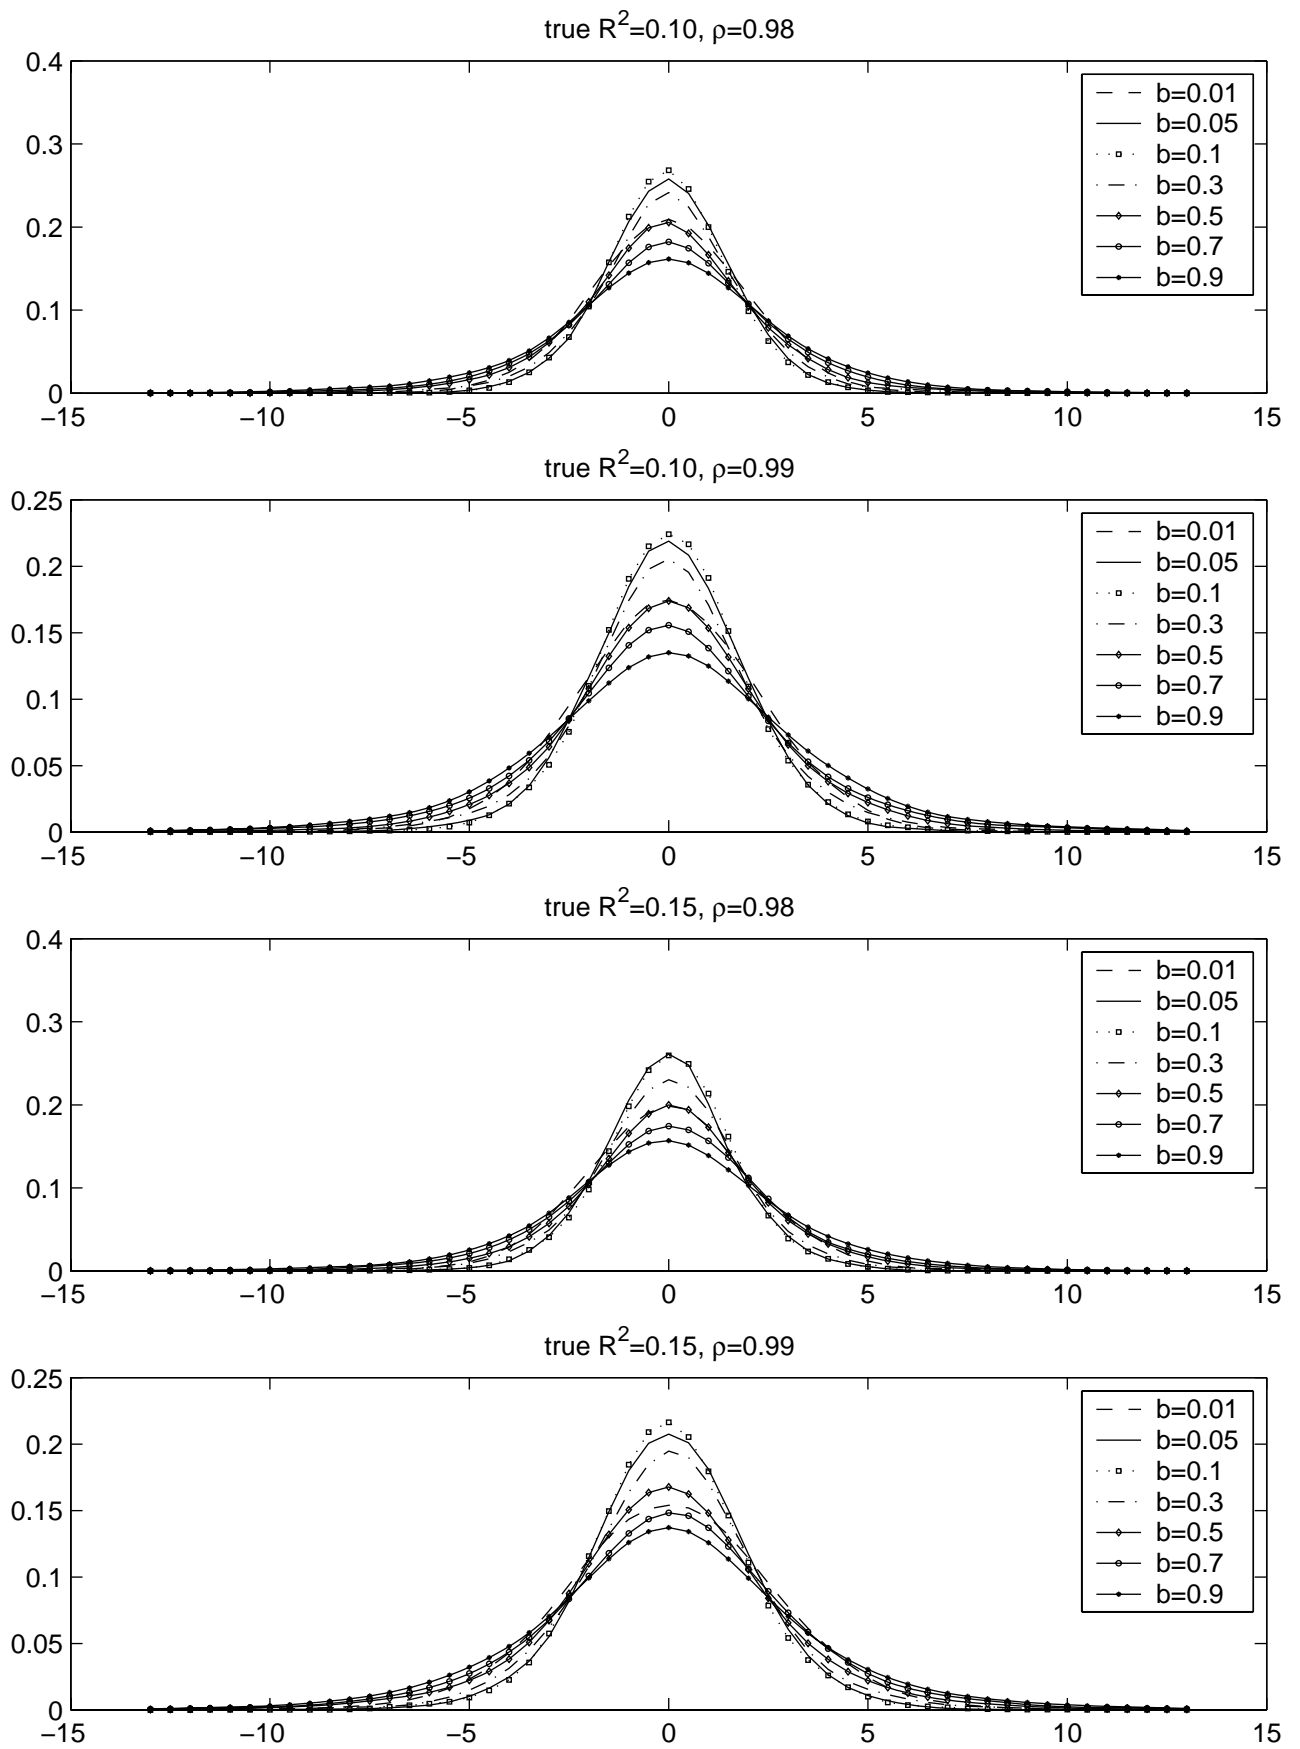 true R²=0.10, ρ=0.98
0.4
0.3
0.2
0.1
0
−15 −10 −5 0 5 10 15
b=0.01
b=0.05
b=0.1
b=0.3
b=0.5
b=0.7
b=0.9
true R²=0.10, ρ=0.99
0.25
0.2
0.15
0.1
0.05
0
−15 −10 −5 0 5 10 15
b=0.01
b=0.05
b=0.1
b=0.3
b=0.5
b=0.7
b=0.9
true R²=0.15, ρ=0.98
0.4
0.3
0.2
0.1
0
−15 −10 −5 0 5 10 15
b=0.01
b=0.05
b=0.1
b=0.3
b=0.5
b=0.7
b=0.9
true R²=0.15, ρ=0.99
0.25
0.2
0.15
0.1
0.05
0
−15 −10 −5 0 5 10 15
b=0.01
b=0.05
b=0.1
b=0.3
b=0.5
b=0.7
b=0.9